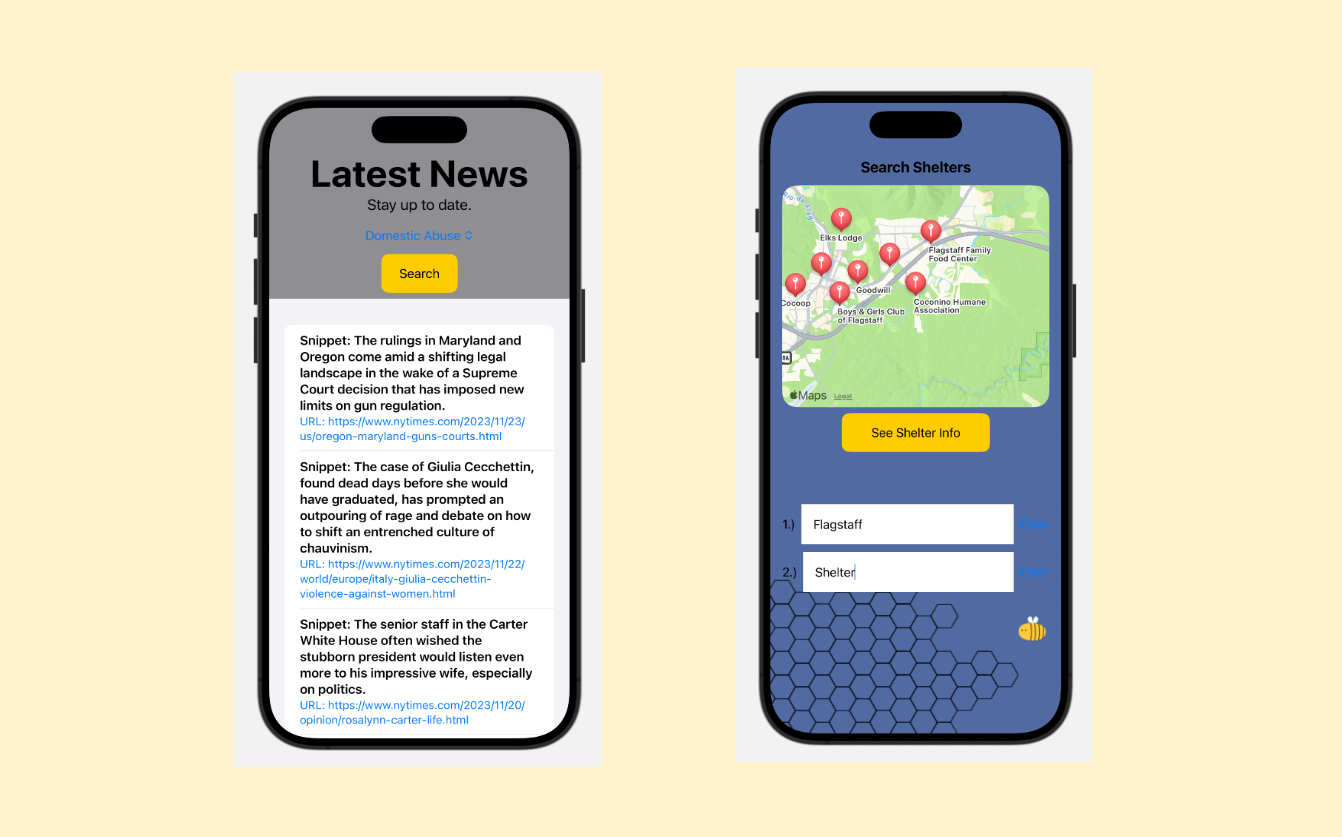 Latest News
Stay up to date.
Domestic Abuse
Search
Snippet: The rulings in Maryland and
Oregon come amid a shifting legal
landscape in the wake of a Supreme
Court decision that has imposed new
limits on gun regulation.
URL: https://www.nytimes.com/2023/11/23/
us/oregon-maryland-guns-courts.html
Snippet: The case of Giulia Cecchettin,
found dead days before she would
have graduated, has prompted an
outpouring of rage and debate on how
to shift an entrenched culture of
chauvinism.
URL: https://www.nytimes.com/2023/11/22/
world/europe/italy-giulia-cecchettin-
violence-against-women.html
Snippet: The senior staff in the Carter
White House often wished the
stubborn president would listen even
more to his impressive wife, especially
on politics.
URL: https://www.nytimes.com/2023/11/20/
opinion/rosalynn-carter-life.html
Search Shelters
Elks Lodge
Flagstaff Family
Food Center
Goodwill
Cocoop
Coconino Humane
Association
Boys & Girls Club
of Flagstaff
Maps Legal
See Shelter Info
1.) Flagstaff
2.) Shelter